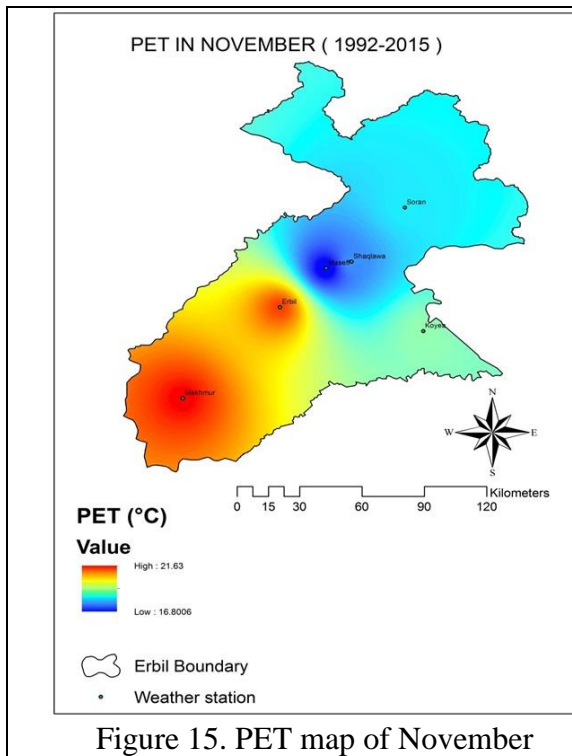 PET IN NOVEMBER ( 1992-2015 )
Soran
Shaqlawa
Erbil
Koyea
Makhmur
N
W E
S
Kilometers
0 15 30 60 90 120
PET (°C)
Value
High : 21.63
Low : 16.8006
Erbil Boundary
Weather station
Figure 15. PET map of November